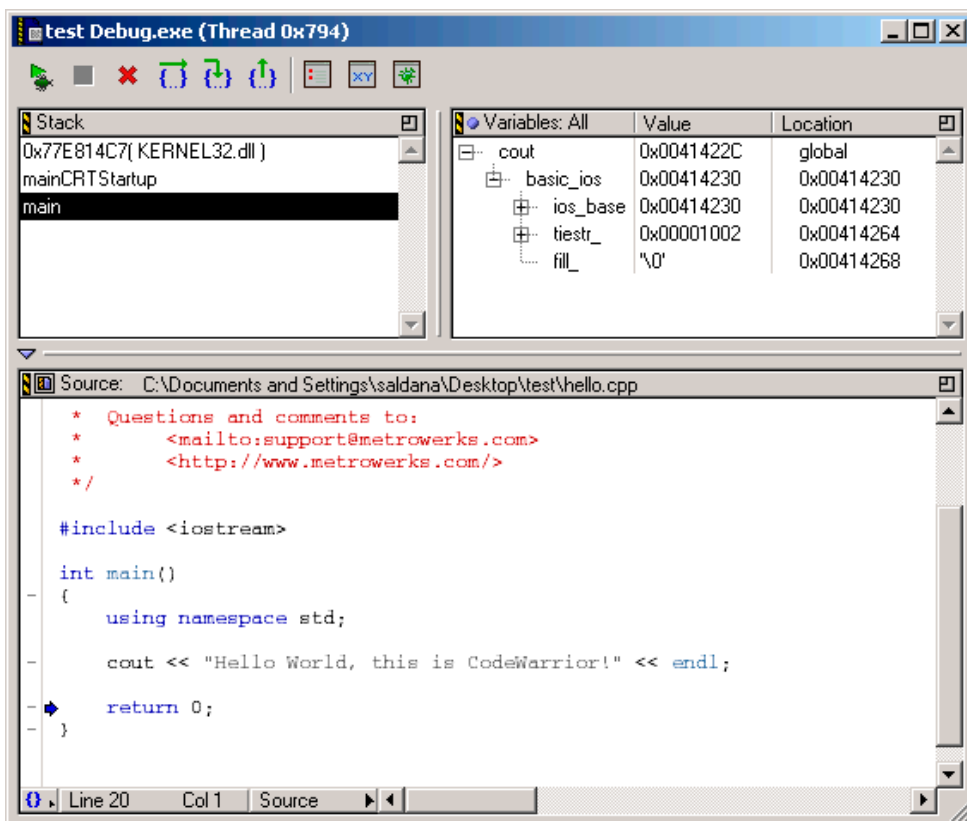 test Debug.exe (Thread 0x794)
Stack
0x77E814C7( KERNEL32.dll )
mainCRTStartup
main
Variables: All Value Location
cout 0x0041422C global
basic_ios 0x00414230 0x00414230
ios_base 0x00414230 0x00414230
tiestr_ 0x00001002 0x00414264
fill_ '\0' 0x00414268
Source: C:\Documents and Settings\saldana\Desktop\test\hello.cpp
* Questions and comments to:
* <mailto:support@metrowerks.com>
* <http://www.metrowerks.com/>
*/
#include <iostream>
int main()
{
using namespace std;
cout << "Hello World, this is CodeWarrior!" << endl;
return 0;
}
Line 20 Col 1 Source